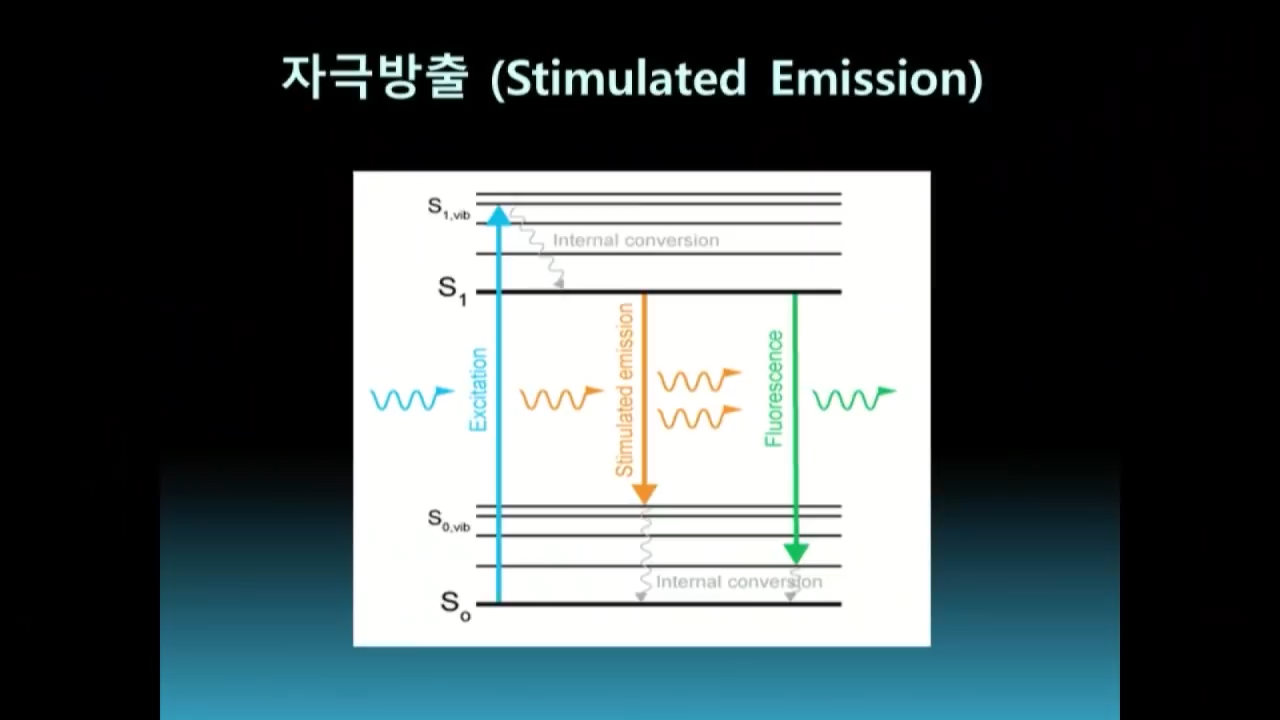 자극방출 (Stimulated Emission)
S1,vib
Internal conversion
S1
Excitation
Stimulated emission
Fluorescence
S0,vib
Internal conversion
So